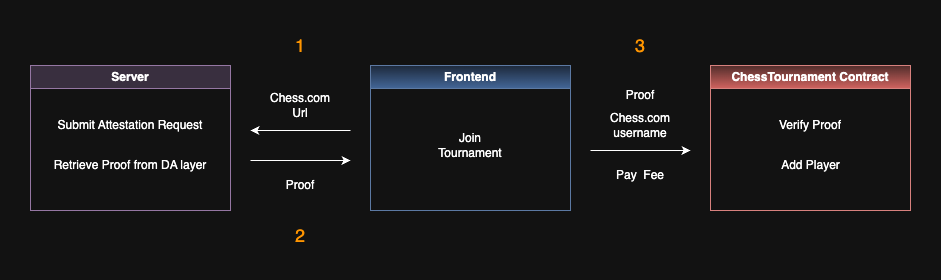 1
3
Server
Frontend
ChessTournament Contract
Chess.com
Url
Proof
Chess.com
username
Submit Attestation Request
Join
Tournament
Verify Proof
Retrieve Proof from DA layer
Proof
Pay Fee
Add Player
2